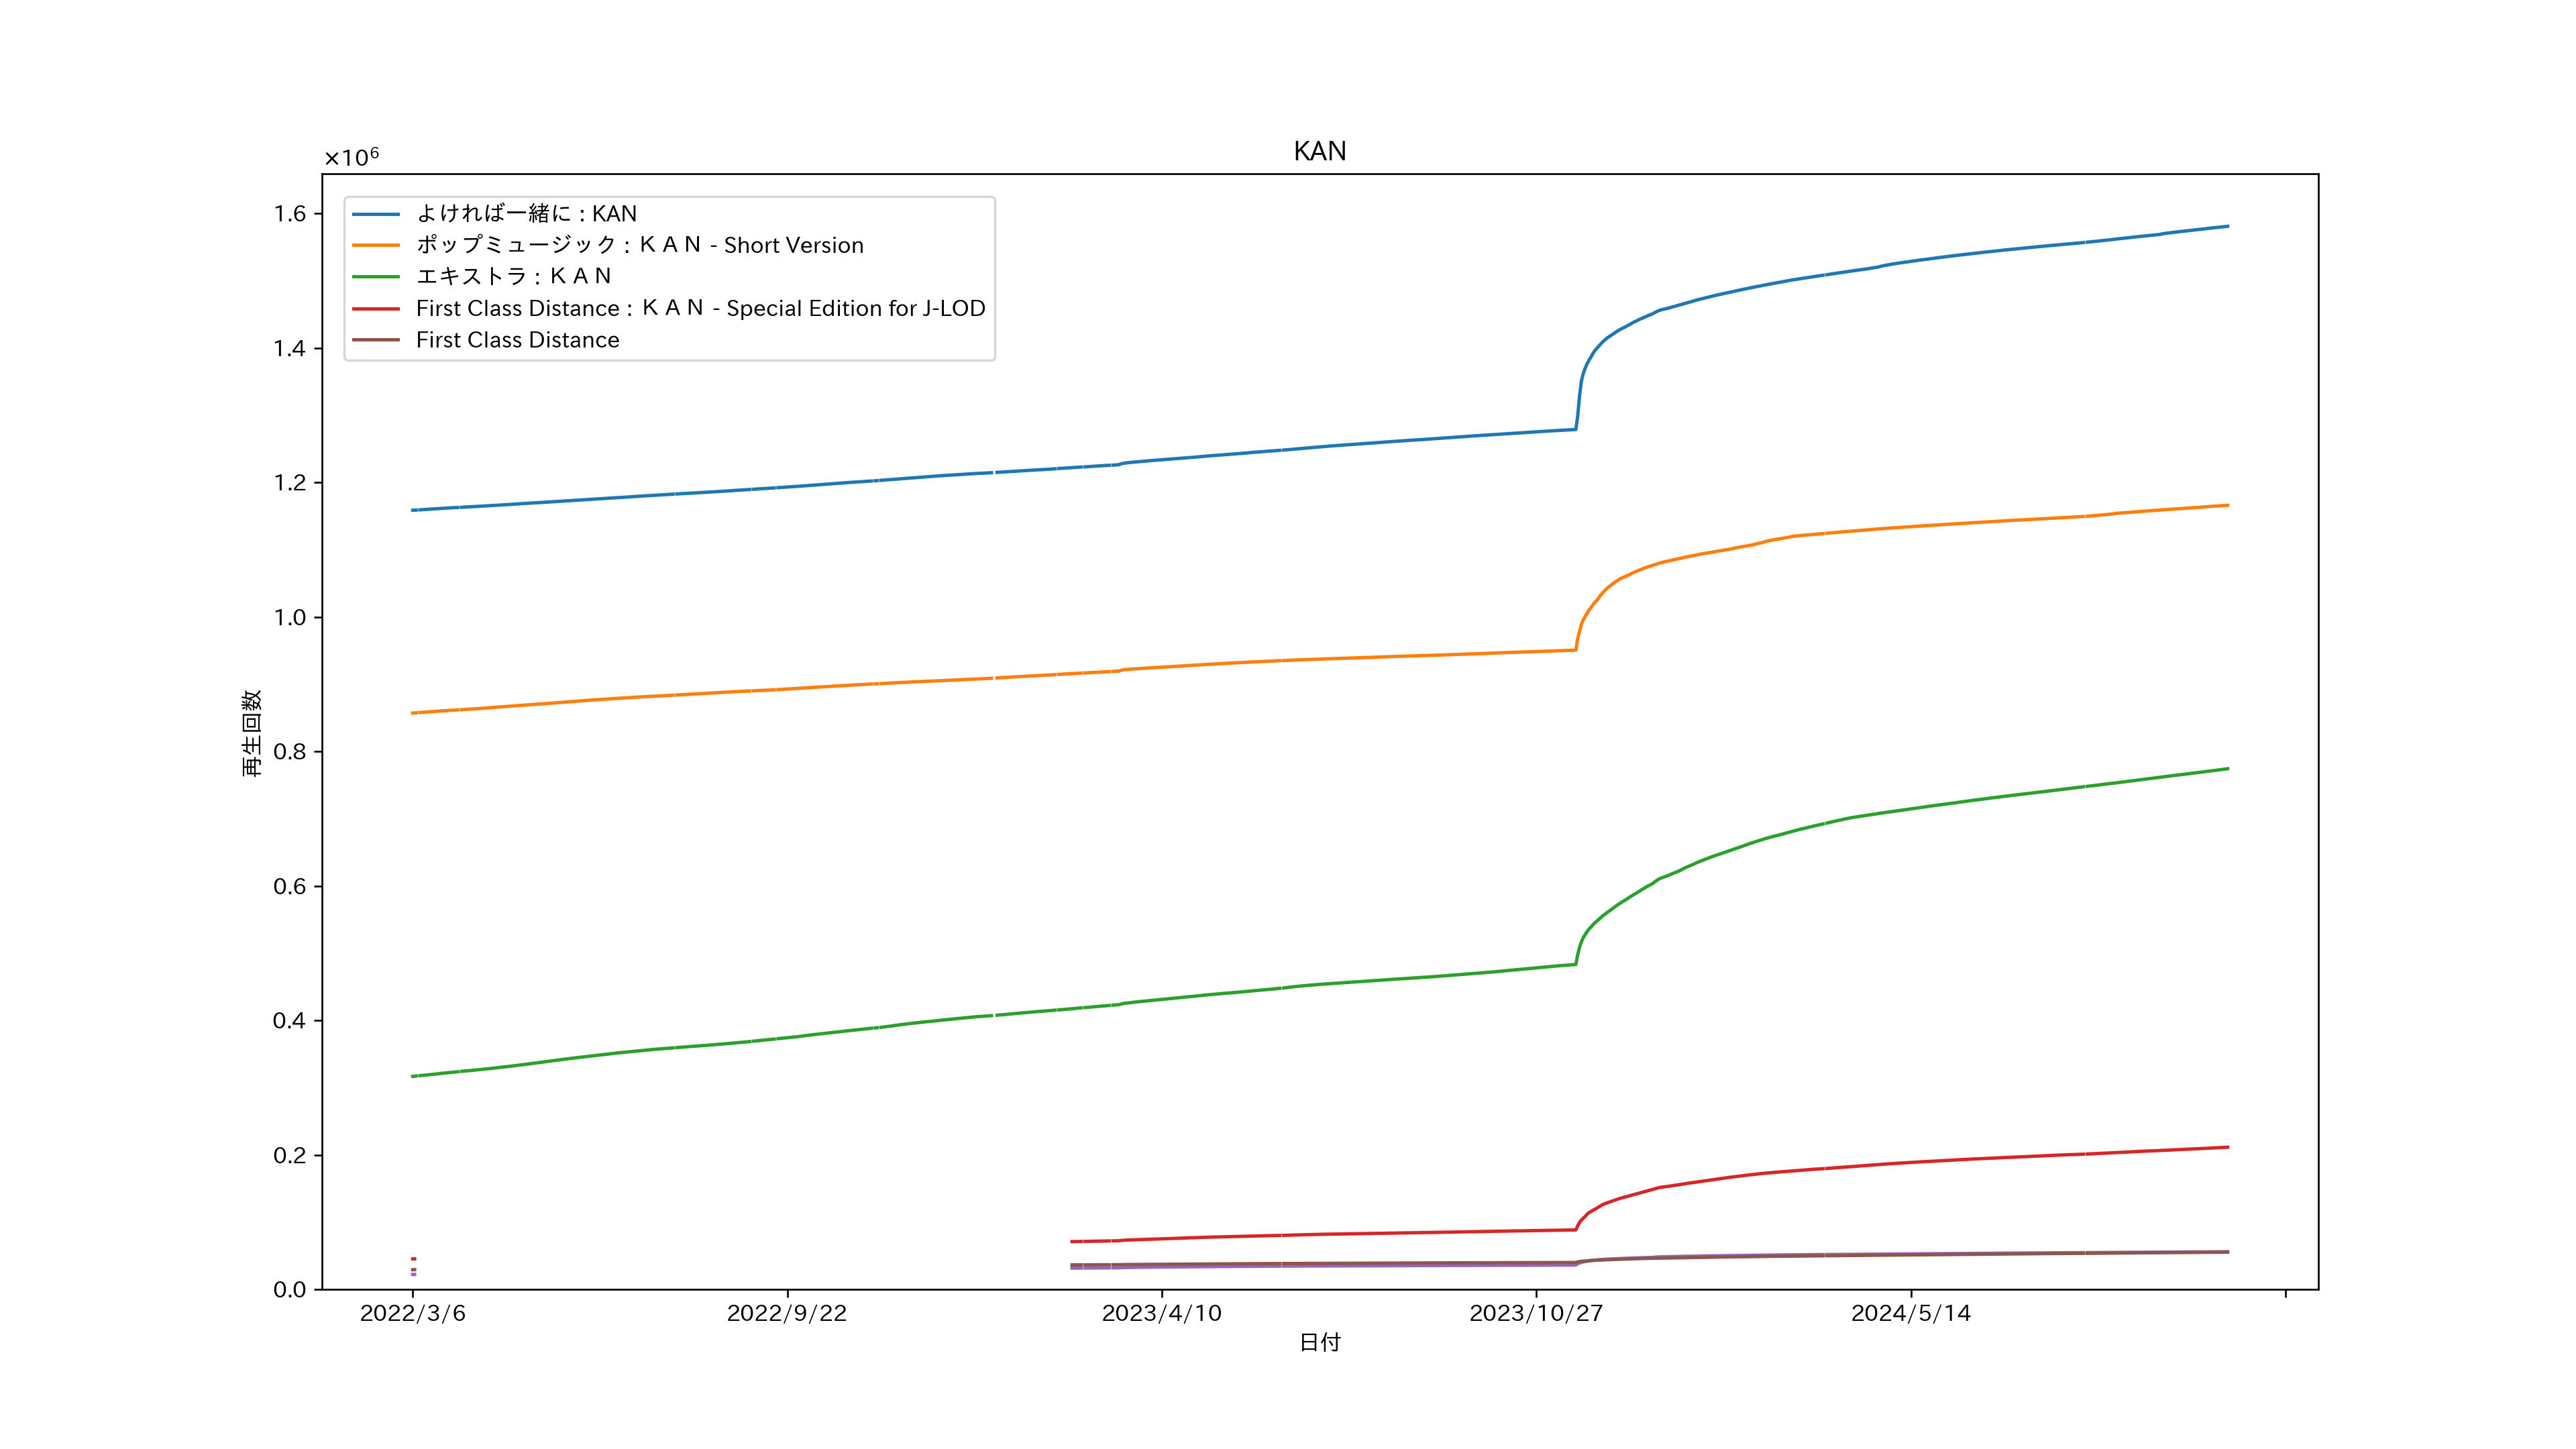 KAN
×10⁶
よければ一緒に : KAN
ポップミュージック : ＫＡＮ - Short Version
エキストラ : ＫＡＮ
First Class Distance : ＫＡＮ - Special Edition for J-LOD
First Class Distance
1.6
1.4
1.2
1.0
0.8
0.6
0.4
0.2
0.0
再生回数
2022/3/6
2022/9/22
2023/4/10
2023/10/27
2024/5/14
日付